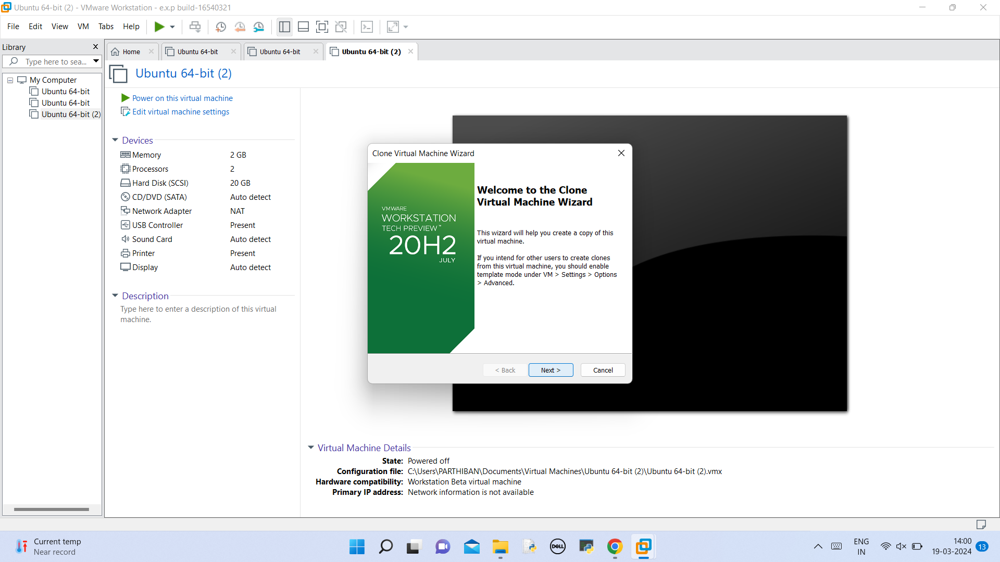 Ubuntu 64-bit (2) - VMware Workstation - e.x.p build-16540321
File Edit View VM Tabs Help
Library
Home
Ubuntu 64-bit
Ubuntu 64-bit
Ubuntu 64-bit (2)
Type here to sea...
My Computer
Ubuntu 64-bit
Ubuntu 64-bit
Ubuntu 64-bit (2)
Ubuntu 64-bit (2)
Power on this virtual machine
Edit virtual machine settings
Devices
Memory 2 GB
Processors 2
Hard Disk (SCSI) 20 GB
CD/DVD (SATA) Auto detect
Network Adapter NAT
USB Controller Present
Sound Card Auto detect
Printer Present
Display Auto detect
Description
Type here to enter a description of this virtual
machine.
Clone Virtual Machine Wizard
VMWARE
WORKSTATION
TECH PREVIEW™
20H2
JULY
Welcome to the Clone
Virtual Machine Wizard
This wizard will help you create a copy of this
virtual machine.
If you intend for other users to create clones
from this virtual machine, you should enable
template mode under VM > Settings > Options
> Advanced.
< Back Next > Cancel
Virtual Machine Details
State: Powered off
Configuration file: C:\Users\PARTHIBAN\Documents\Virtual Machines\Ubuntu 64-bit (2)\Ubuntu 64-bit (2).vmx
Hardware compatibility: Workstation Beta virtual machine
Primary IP address: Network information is not available
Current temp
Near record
DELL
ENG
IN
14:00
19-03-2024
13